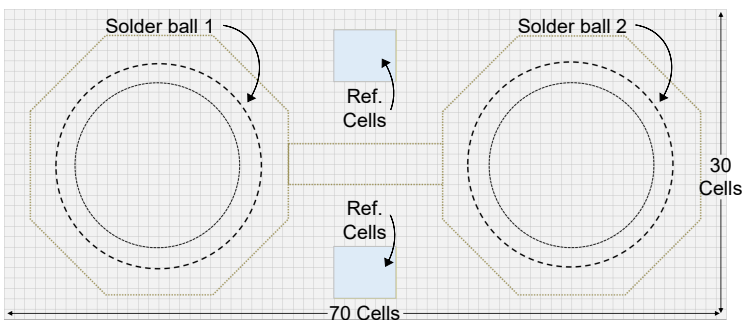 Solder ball 1
Solder ball 2
Ref.
Cells
30
Cells
Ref.
Cells
70 Cells